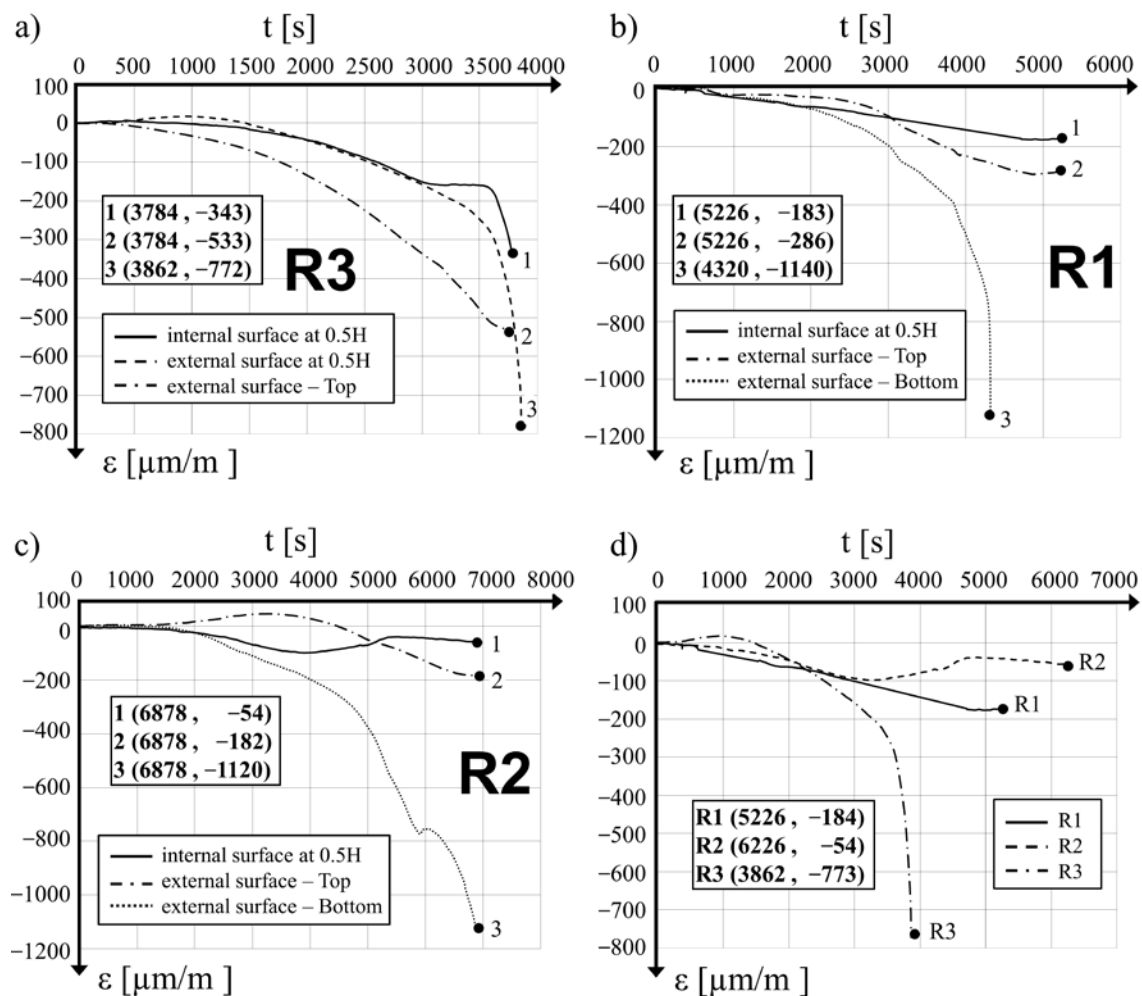 a)
t [s]
0 500 1000 1500 2000 2500 3000 3500 4000
100
0
−100
−200
−300
−400
−500
−600
−700
−800
1 (3784 , −343)
2 (3784 , −533)
3 (3862 , −772)
R3
internal surface at 0.5H
external surface at 0.5H
external surface – Top
1
2
3
ε [μm/m ]
b)
t [s]
0 1000 2000 3000 4000 5000 6000
0
−200
−400
−600
−800
−1000
−1200
1 (5226 , −183)
2 (5226 , −286)
3 (4320 , −1140)
R1
internal surface at 0.5H
external surface – Top
external surface – Bottom
1
2
3
ε [μm/m ]
c)
t [s]
0 1000 2000 3000 4000 5000 6000 7000 8000
100
0
−200
−400
−600
−800
−1000
−1200
1 (6878 , −54)
2 (6878 , −182)
3 (6878 , −1120)
R2
internal surface at 0.5H
external surface – Top
external surface – Bottom
1
2
3
ε [μm/m ]
d)
t [s]
0 1000 2000 3000 4000 5000 6000 7000
100
0
−100
−200
−300
−400
−500
−600
−700
−800
R2
R1
R1 (5226 , −184)
R2 (6226 , −54)
R3 (3862 , −773)
R1
R2
R3
R3
ε [μm/m ]